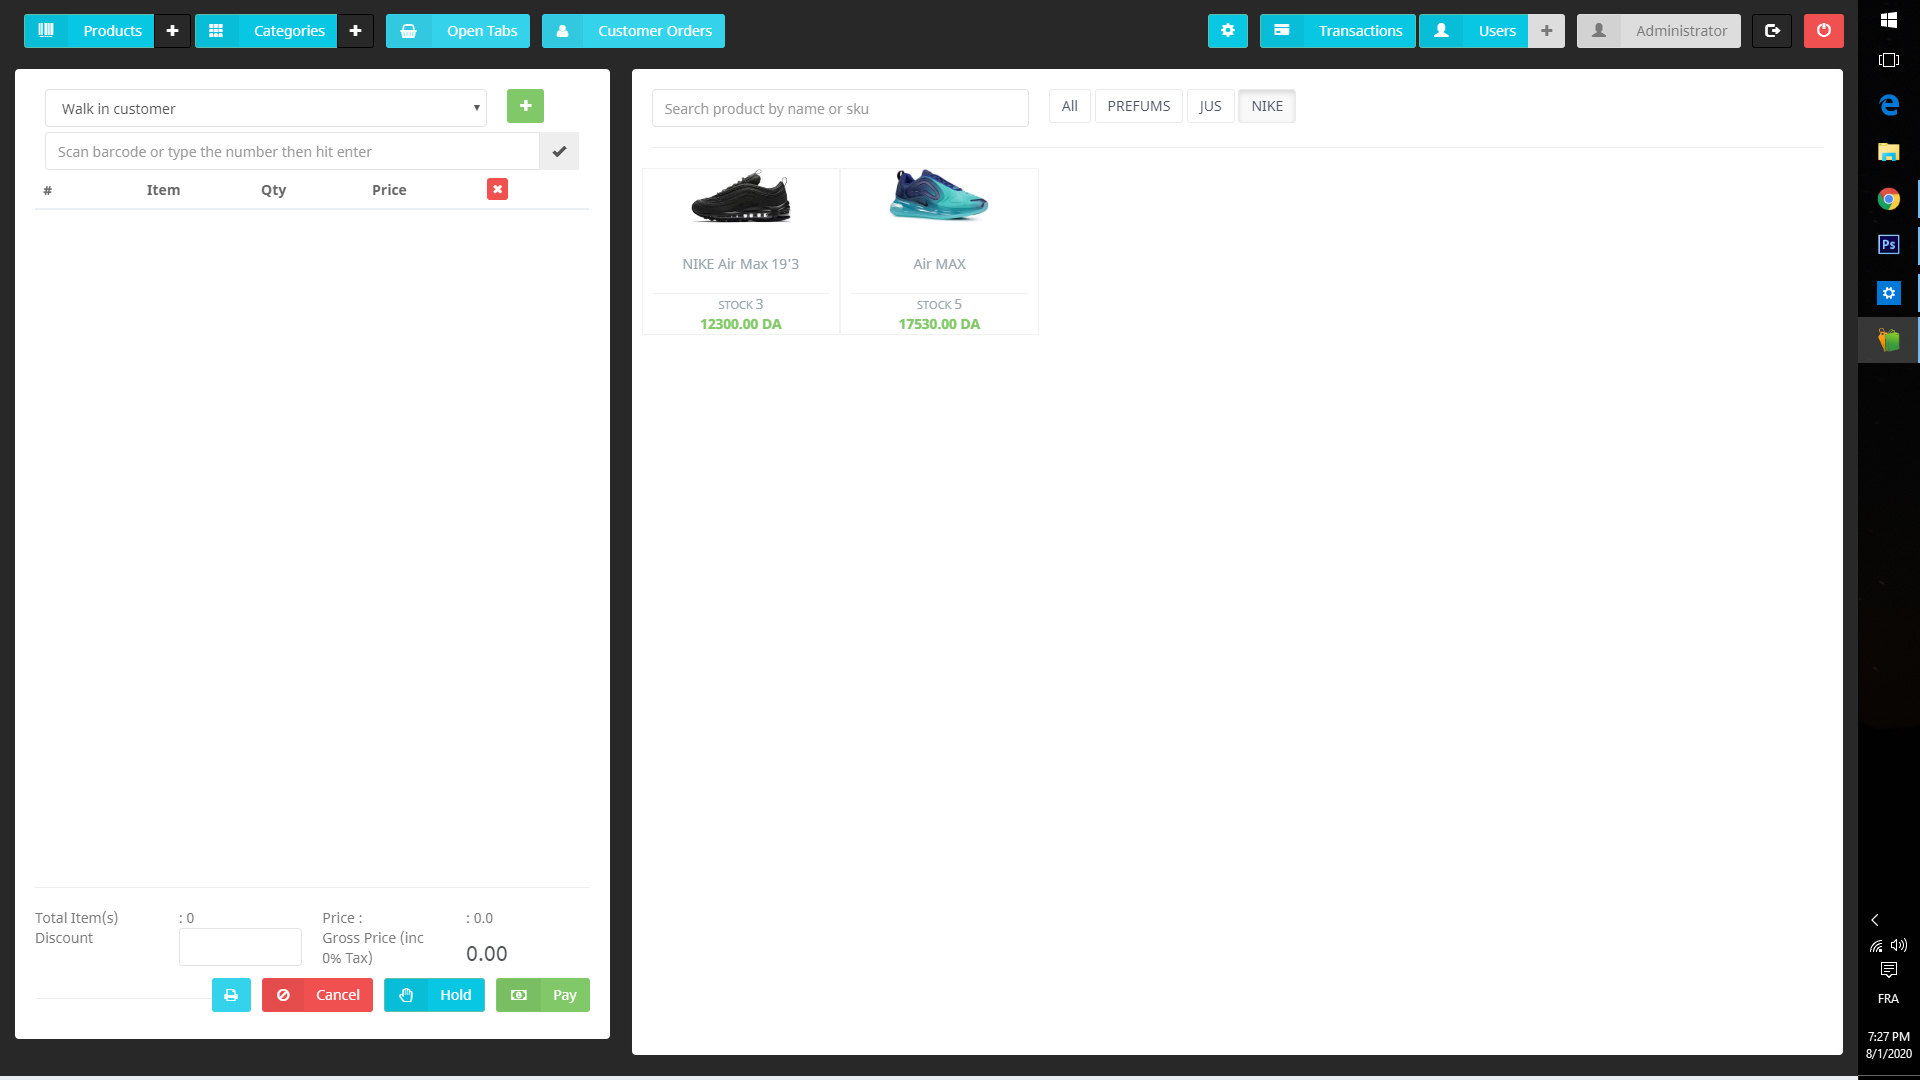 Products
Categories
Open Tabs
Customer Orders
Transactions
Users
Administrator
Walk in customer
Scan barcode or type the number then hit enter
# Item Qty Price
Search product by name or sku
All PREFUMS JUS NIKE
NIKE Air Max 19'3
STOCK 3
12300.00 DA
Air MAX
STOCK 5
17530.00 DA
Total Item(s) : 0 Price : : 0.0
Discount Gross Price (inc
0% Tax) 0.00
Cancel Hold Pay
Ps
FRA
7:27 PM
8/1/2020